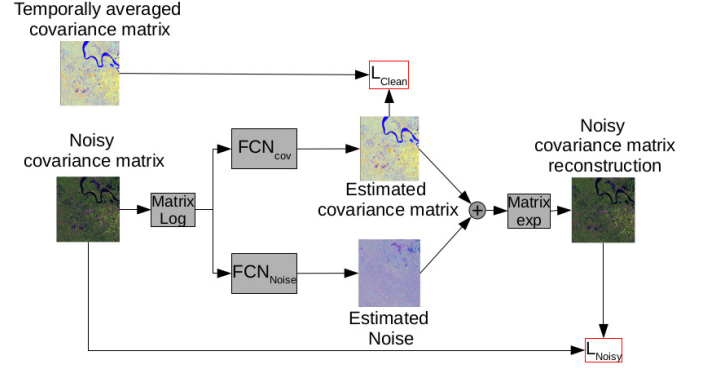 Temporally averaged
covariance matrix
L_Clean
Noisy
covariance matrix
Matrix
Log
FCN_cov
FCN_Noise
Estimated
covariance matrix
Estimated
Noise
+
Matrix
exp
Noisy
covariance matrix
reconstruction
L_Noisy